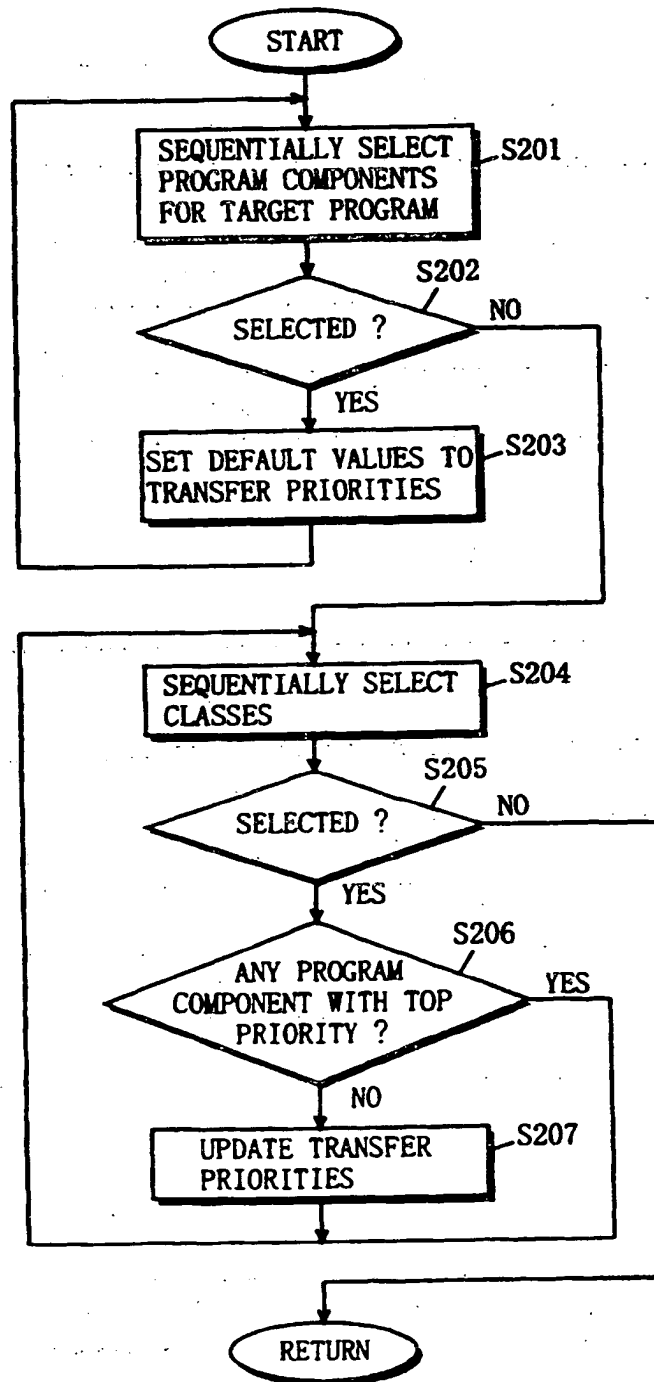 START
SEQUENTIALLY SELECT
PROGRAM COMPONENTS
FOR TARGET PROGRAM
S201
S202
SELECTED ?
NO
YES
SET DEFAULT VALUES TO
TRANSFER PRIORITIES
S203
SEQUENTIALLY SELECT
CLASSES
S204
S205
SELECTED ?
NO
YES
S206
ANY PROGRAM
COMPONENT WITH TOP
PRIORITY ?
YES
NO
UPDATE TRANSFER
PRIORITIES
S207
RETURN